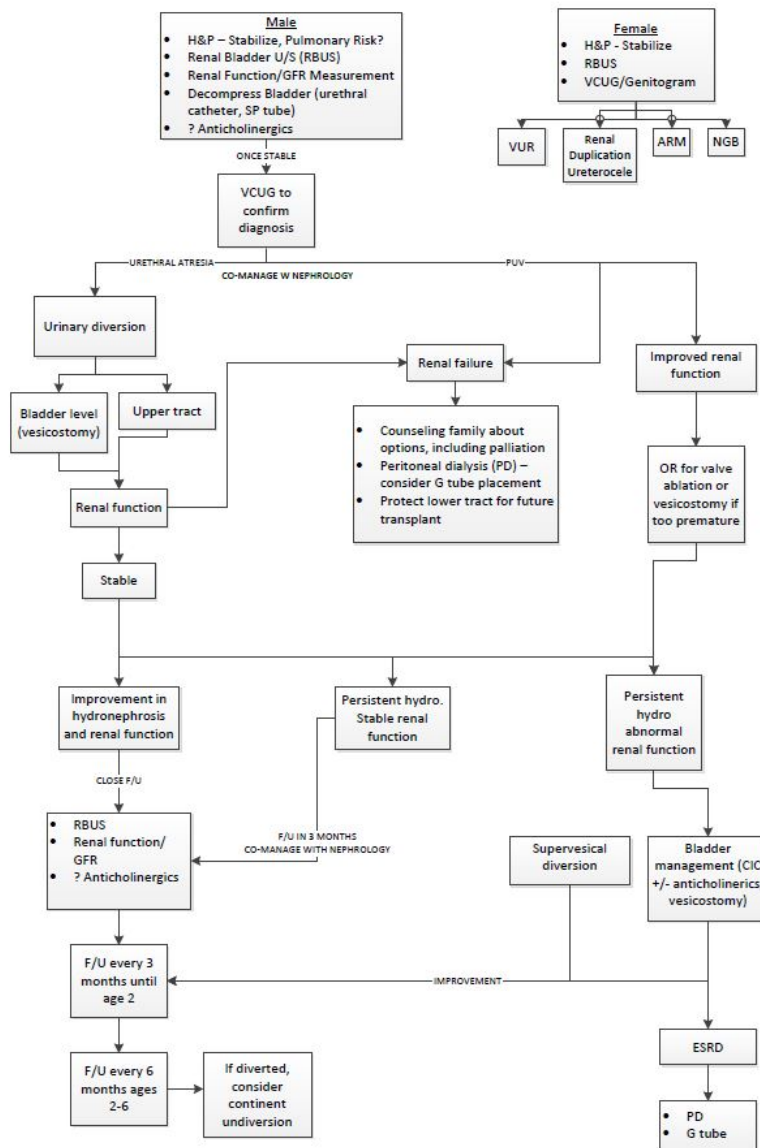 Male
• H&P – Stabilize, Pulmonary Risk?
• Renal Bladder U/S (RBUS)
• Renal Function/GFR Measurement
• Decompress Bladder (urethral
catheter, SP tube)
• ? Anticholinergics
Female
• H&P - Stabilize
• RBUS
• VCUG/Genitogram
VUR
Renal
Duplication
Ureterocele
ARM
NGB
ONCE STABLE
VCUG to
confirm
diagnosis
URETHRAL ATRESIA
CO-MANAGE W NEPHROLOGY
PUV
Urinary diversion
Renal failure
Improved renal
function
Bladder level
(vesicostomy)
Upper tract
• Counseling family about
options, including palliation
• Peritoneal dialysis (PD) –
consider G tube placement
• Protect lower tract for future
transplant
OR for valve
ablation or
vesicostomy if
too premature
Renal function
Stable
Improvement in
hydronephrosis
and renal function
Persistent hydro.
Stable renal
function
Persistent
hydro
abnormal
renal function
CLOSE F/U
• RBUS
• Renal function/
GFR
• ? Anticholinergics
F/U IN 3 MONTHS
CO-MANAGE WITH NEPHROLOGY
Supervesical
diversion
Bladder
management (CIC
+/- anticholinerics
vesicostomy)
F/U every 3
months until
age 2
IMPROVEMENT
ESRD
F/U every 6
months ages
2-6
If diverted,
consider
continent
undiversion
• PD
• G tube